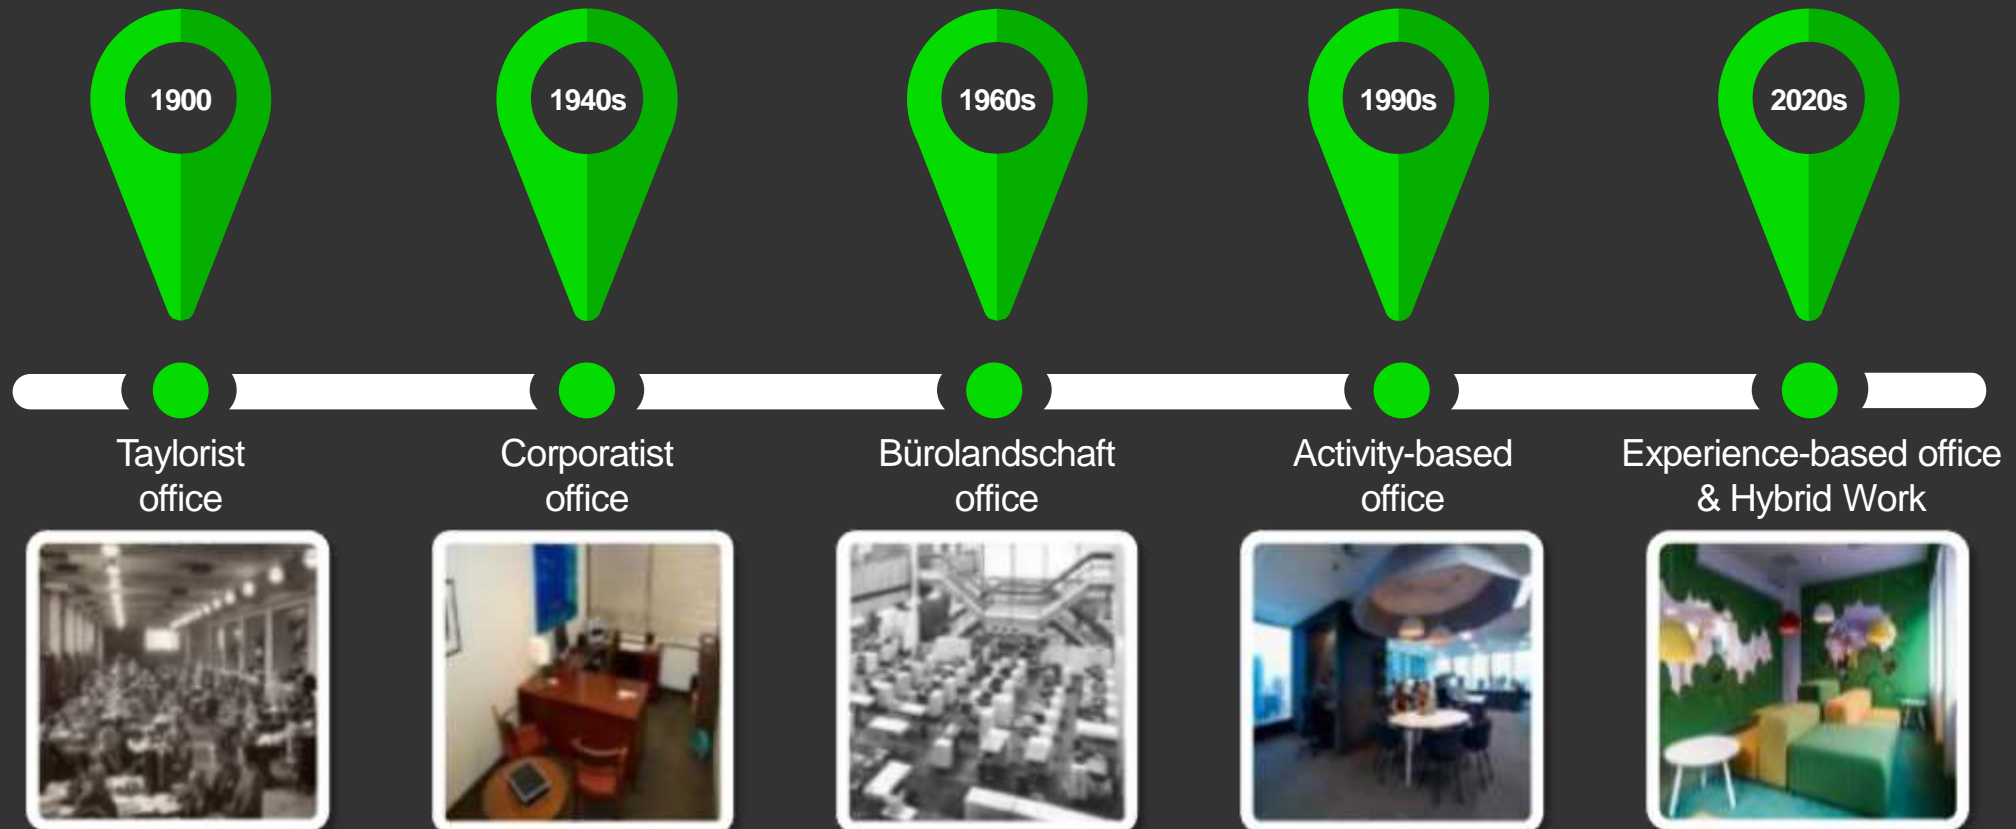 1900
1940s
1960s
1990s
2020s
Taylorist
office
Corporatist
office
Bürolandschaft
office
Activity-based
office
Experience-based office
& Hybrid Work